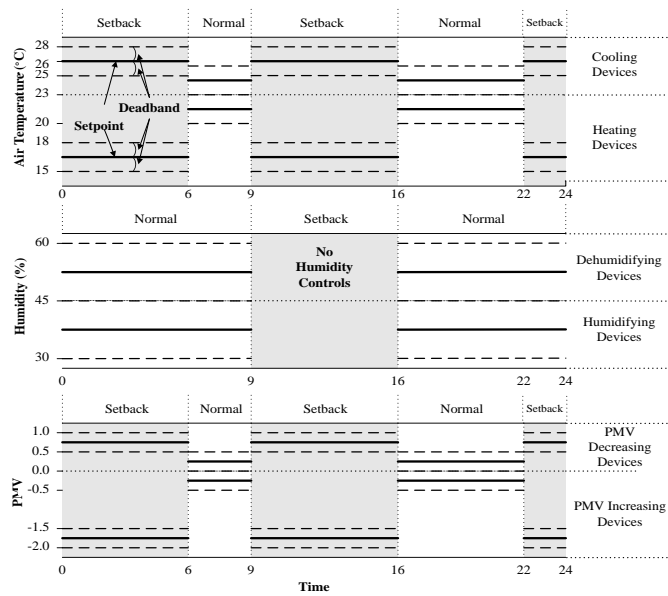 Setback Normal Setback Normal Setback
Air Temperature (°C)
28
26
25
23
20
18
15
Deadband
Setpoint
Cooling
Devices
Heating
Devices
0 6 9 16 22 24
Normal Setback Normal
Humidity (%)
60
45
30
No
Humidity
Controls
Dehumidifying
Devices
Humidifying
Devices
0 9 16 24
Setback Normal Setback Normal Setback
PMV
1.0
0.5
0.0
-0.5
-1.5
-2.0
PMV
Decreasing
Devices
PMV Increasing
Devices
0 6 9 16 22 24
Time